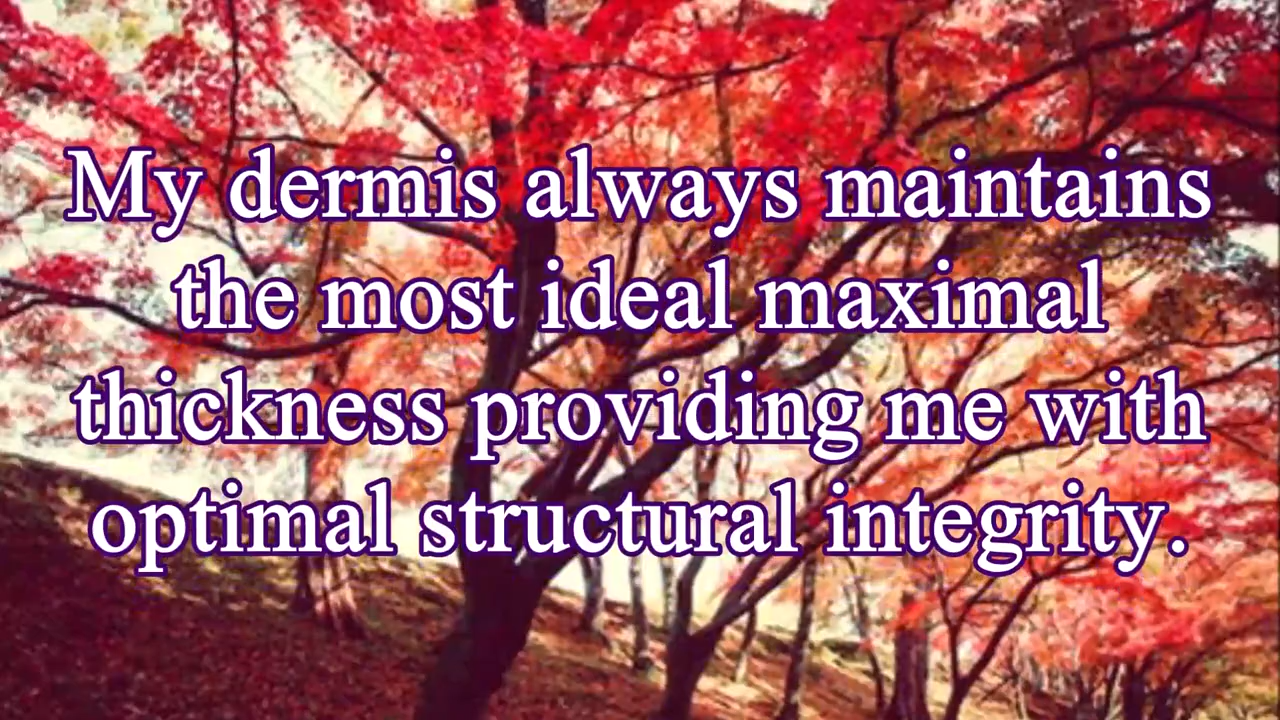 My dermis always maintains
the most ideal maximal
thickness providing me with
optimal structural integrity.